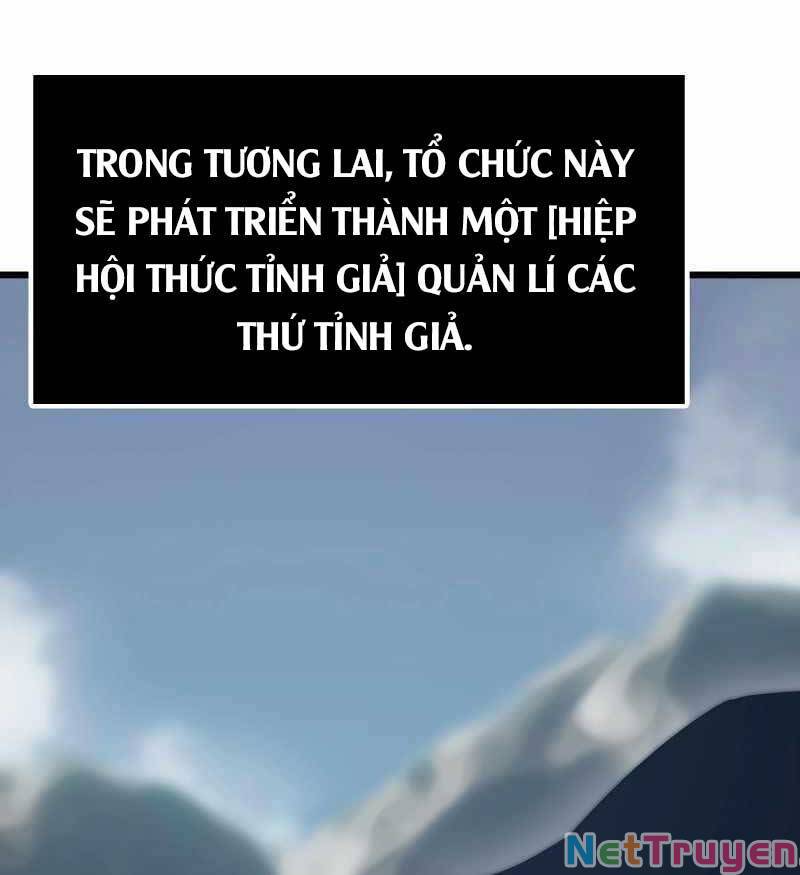 TRONG TƯƠNG LAI, TỔ CHỨC NÀY
SẼ PHÁT TRIỂN THÀNH MỘT [HIỆP
HỘI THỨC TỈNH GIẢ] QUẢN LÍ CÁC
THỨ TỈNH GIẢ.
NetTruyen